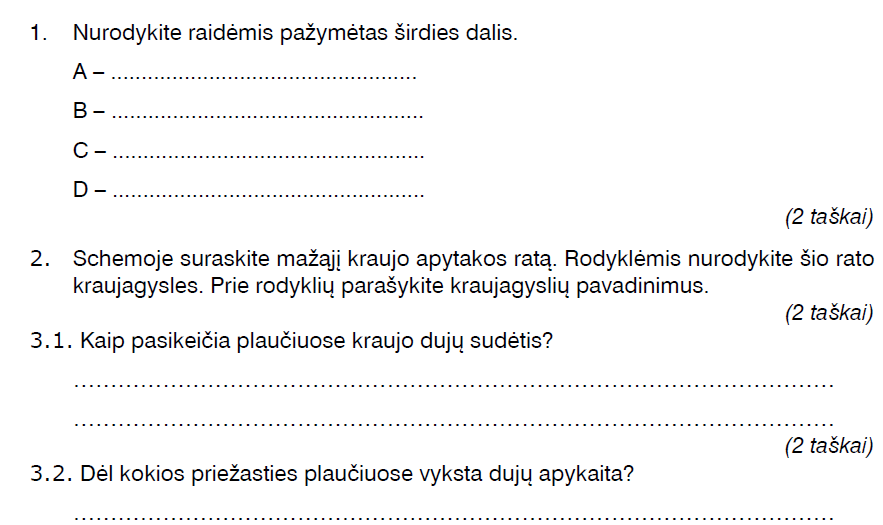 1. Nurodykite raidėmis pažymėtas širdies dalis.
A – ...................................................
B – ....................................................
C – ....................................................
D – ....................................................
(2 taškai)
2. Schemoje suraskite mažąjį kraujo apytakos ratą. Rodyklėmis nurodykite šio rato
kraujagysles. Prie rodyklių parašykite kraujagyslių pavadinimus.
(2 taškai)
3.1. Kaip pasikeičia plaučiuose kraujo dujų sudėtis?
........................................................................................................
........................................................................................................
(2 taškai)
3.2. Dėl kokios priežasties plaučiuose vyksta dujų apykaita?
........................................................................................................